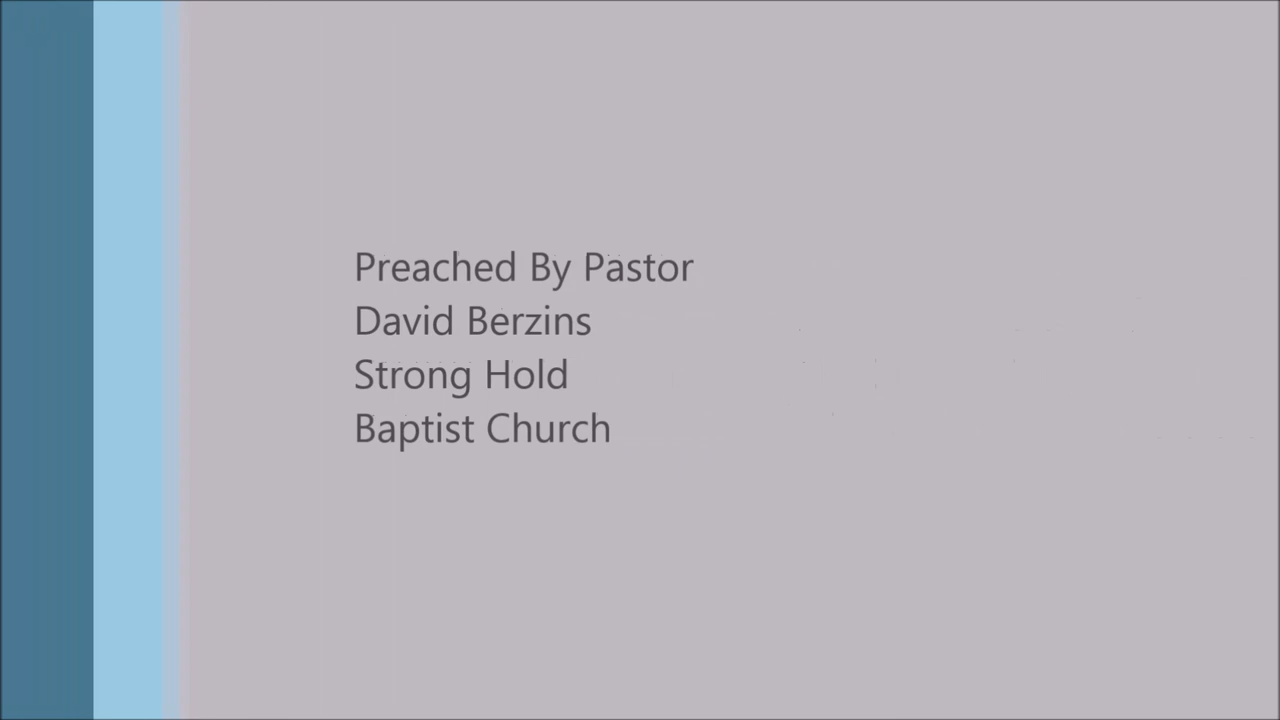 Preached By Pastor
David Berzins
Strong Hold
Baptist Church